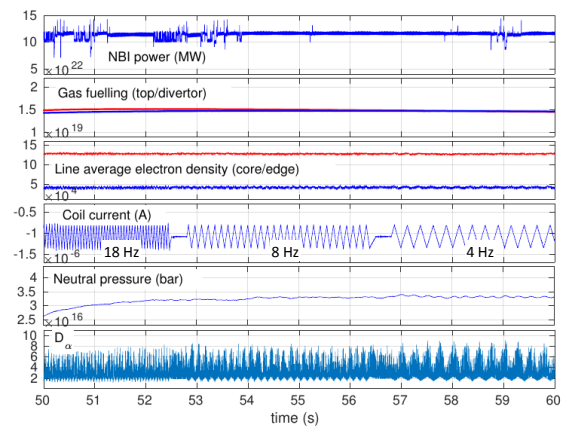 15
10
5
NBI power (MW)
×10^22
2
Gas fuelling (top/divertor)
1.5
1
×10^19
15
10
Line average electron density (core/edge)
5
×10^4
-0.5
Coil current (A)
-1
-1.5
18 Hz 8 Hz 4 Hz
×10^-6
4
Neutral pressure (bar)
3.5
3
2.5
×10^16
10
Dα
8
6
4
2
50 51 52 53 54 55 56 57 58 59 60
time (s)